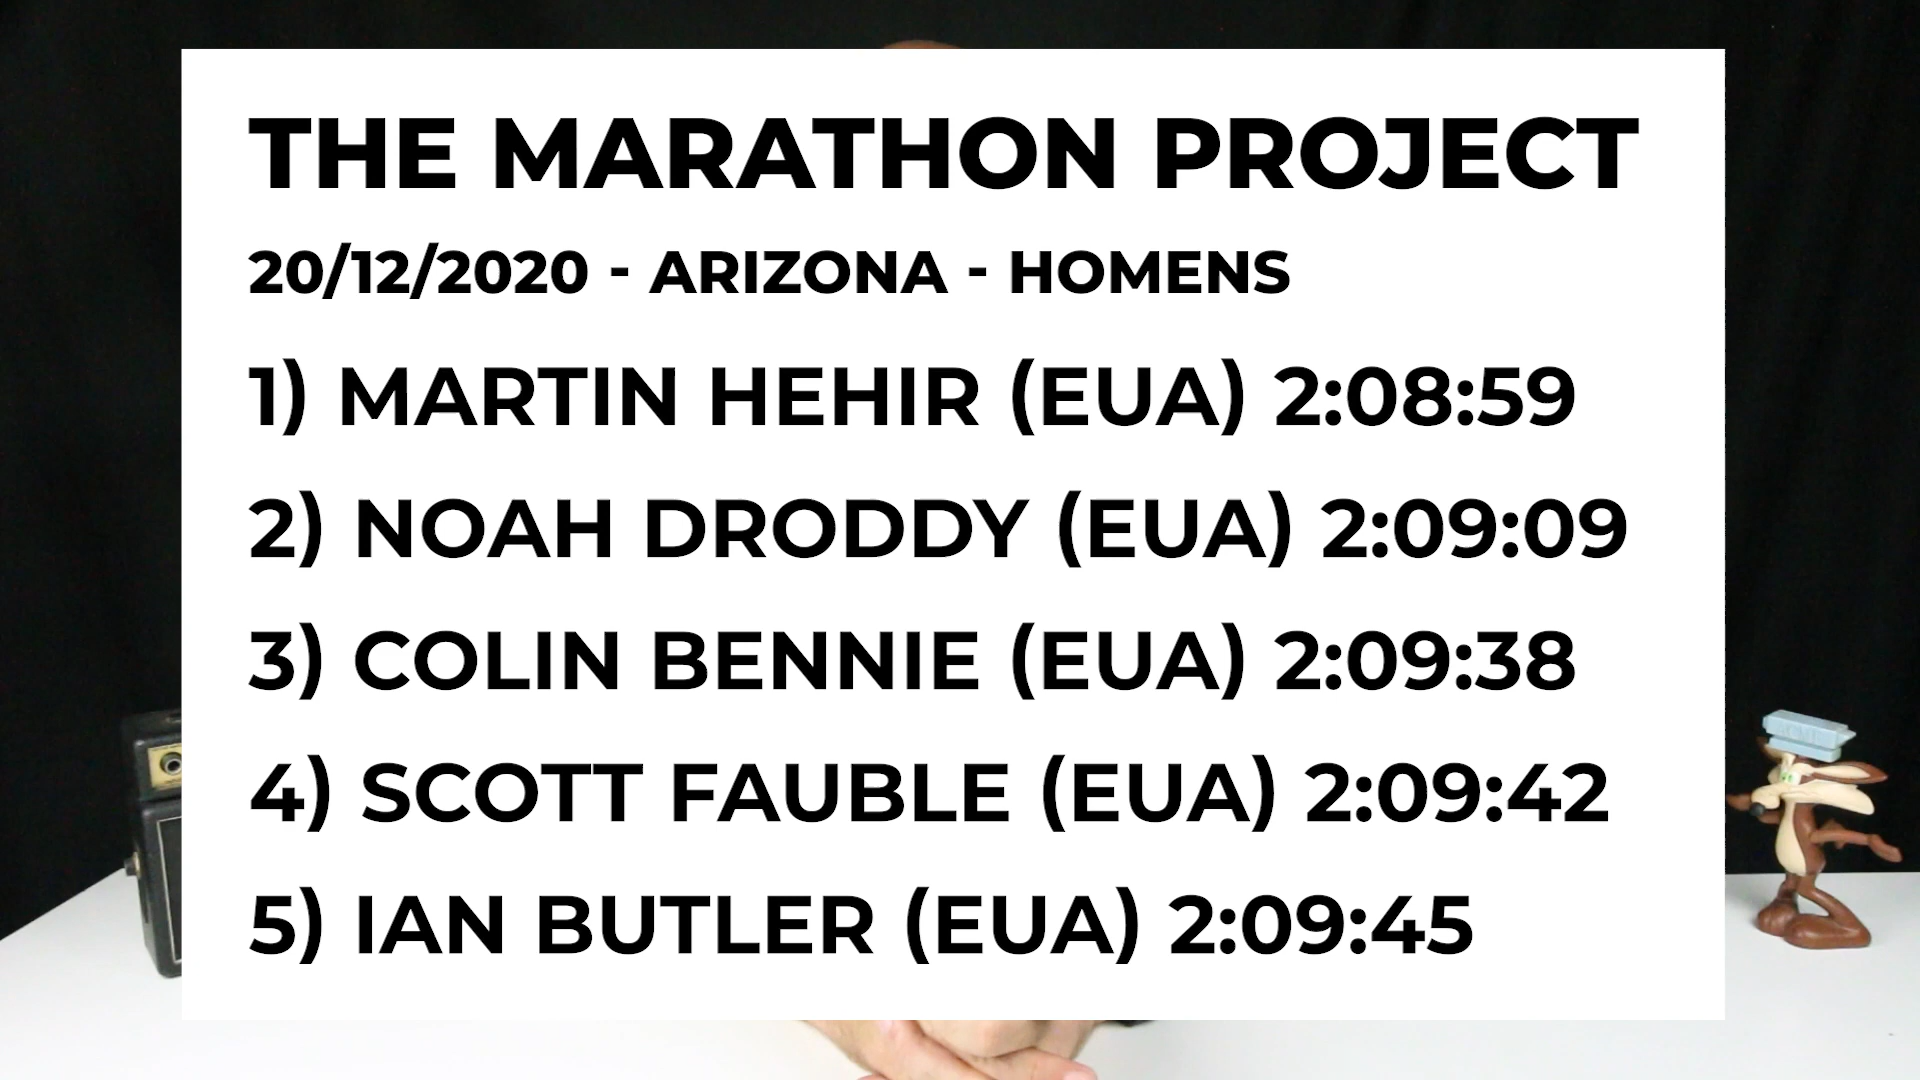 THE MARATHON PROJECT
20/12/2020 - ARIZONA - HOMENS
1) MARTIN HEHIR (EUA) 2:08:59
2) NOAH DRODDY (EUA) 2:09:09
3) COLIN BENNIE (EUA) 2:09:38
4) SCOTT FAUBLE (EUA) 2:09:42
5) IAN BUTLER (EUA) 2:09:45